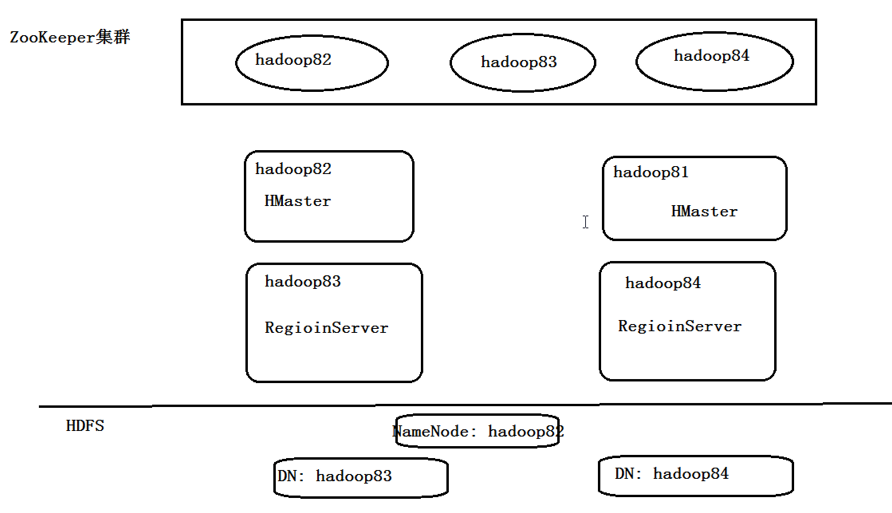 ZooKeeper集群
hadoop82
hadoop83
hadoop84
hadoop82
HMaster
hadoop81
HMaster
hadoop83
RegioinServer
hadoop84
RegioinServer
HDFS
NameNode: hadoop82
DN: hadoop83
DN: hadoop84